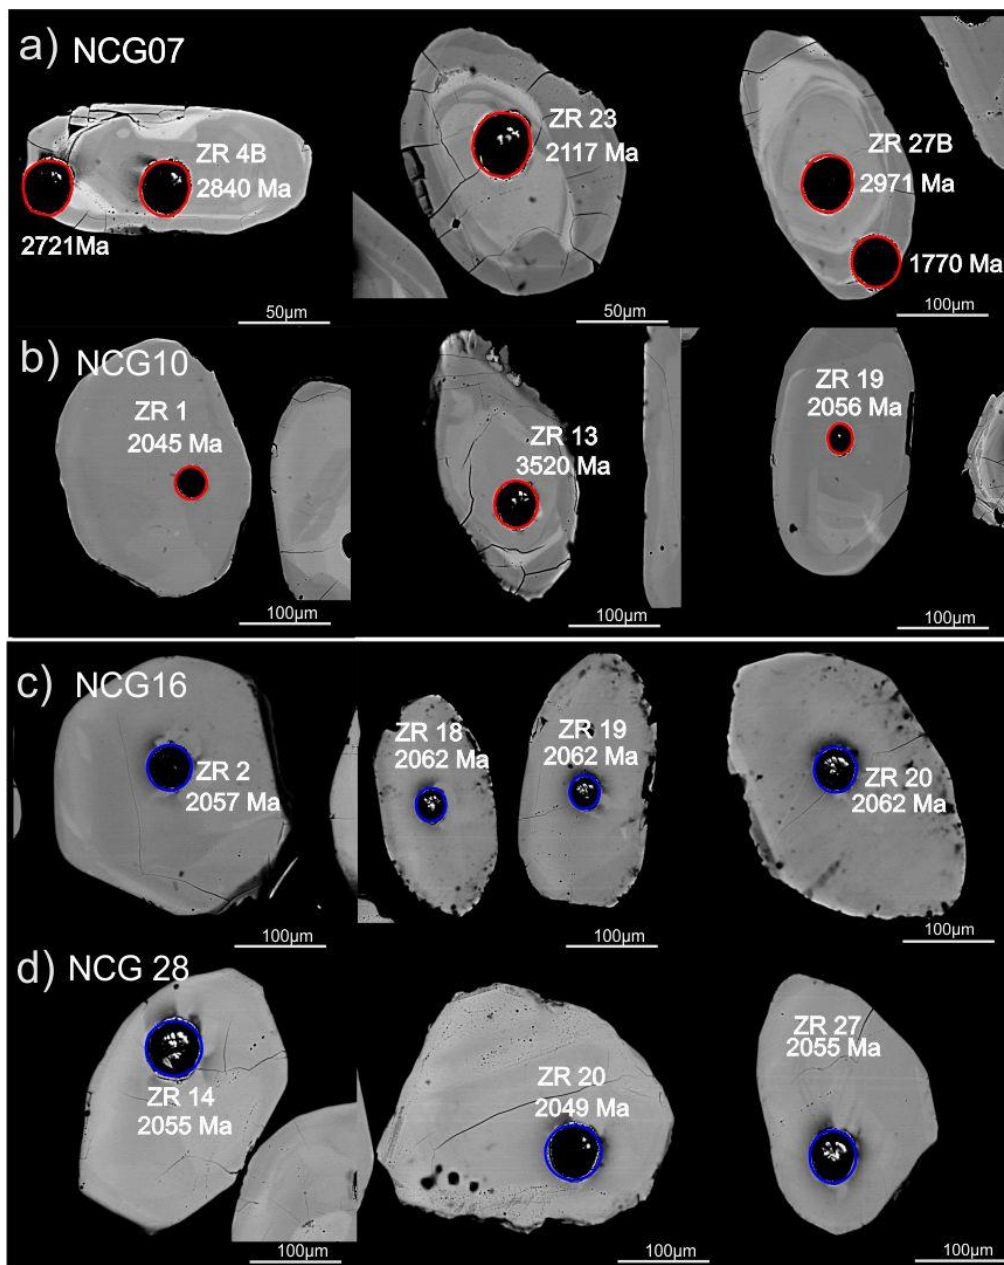 a) NCG07
ZR 4B
2840 Ma
2721Ma
50µm
ZR 23
2117 Ma
50µm
ZR 27B
2971 Ma
1770 Ma
100µm
b) NCG10
ZR 1
2045 Ma
100µm
ZR 13
3520 Ma
100µm
ZR 19
2056 Ma
100µm
c) NCG16
ZR 2
2057 Ma
100µm
ZR 18
2062 Ma
ZR 19
2062 Ma
100µm
ZR 20
2062 Ma
100µm
d) NCG 28
ZR 14
2055 Ma
100µm
ZR 20
2049 Ma
100µm
ZR 27
2055 Ma
100µm